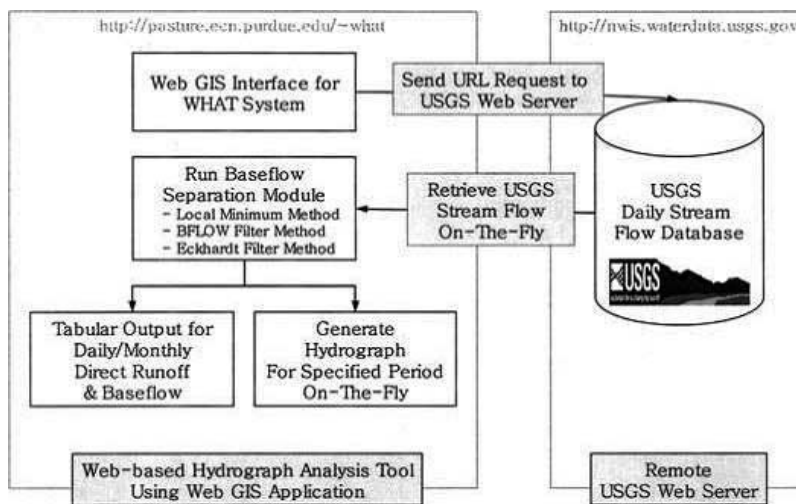 http://pasture.ecn.purdue.edu/~what
http://nwis.waterdata.usgs.gov
Web GIS Interface for
WHAT System
Send URL Request to
USGS Web Server
Run Baseflow
Separation Module
- Local Minimum Method
- BFLOW Filter Method
- Eckhardt Filter Method
Retrieve USGS
Stream Flow
On-The-Fly
USGS
Daily Stream
Flow Database
USGS
Tabular Output for
Daily/Monthly
Direct Runoff
& Baseflow
Generate
Hydrograph
For Specified Period
On-The-Fly
Web-based Hydrograph Analysis Tool
Using Web GIS Application
Remote
USGS Web Server